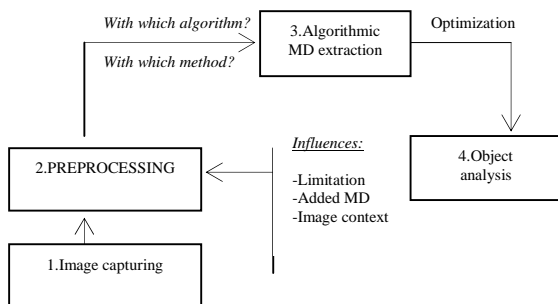 With which algorithm?
With which method?
3.Algorithmic
MD extraction
Optimization
2.PREPROCESSING
Influences:
-Limitation
-Added MD
-Image context
4.Object
analysis
1.Image capturing